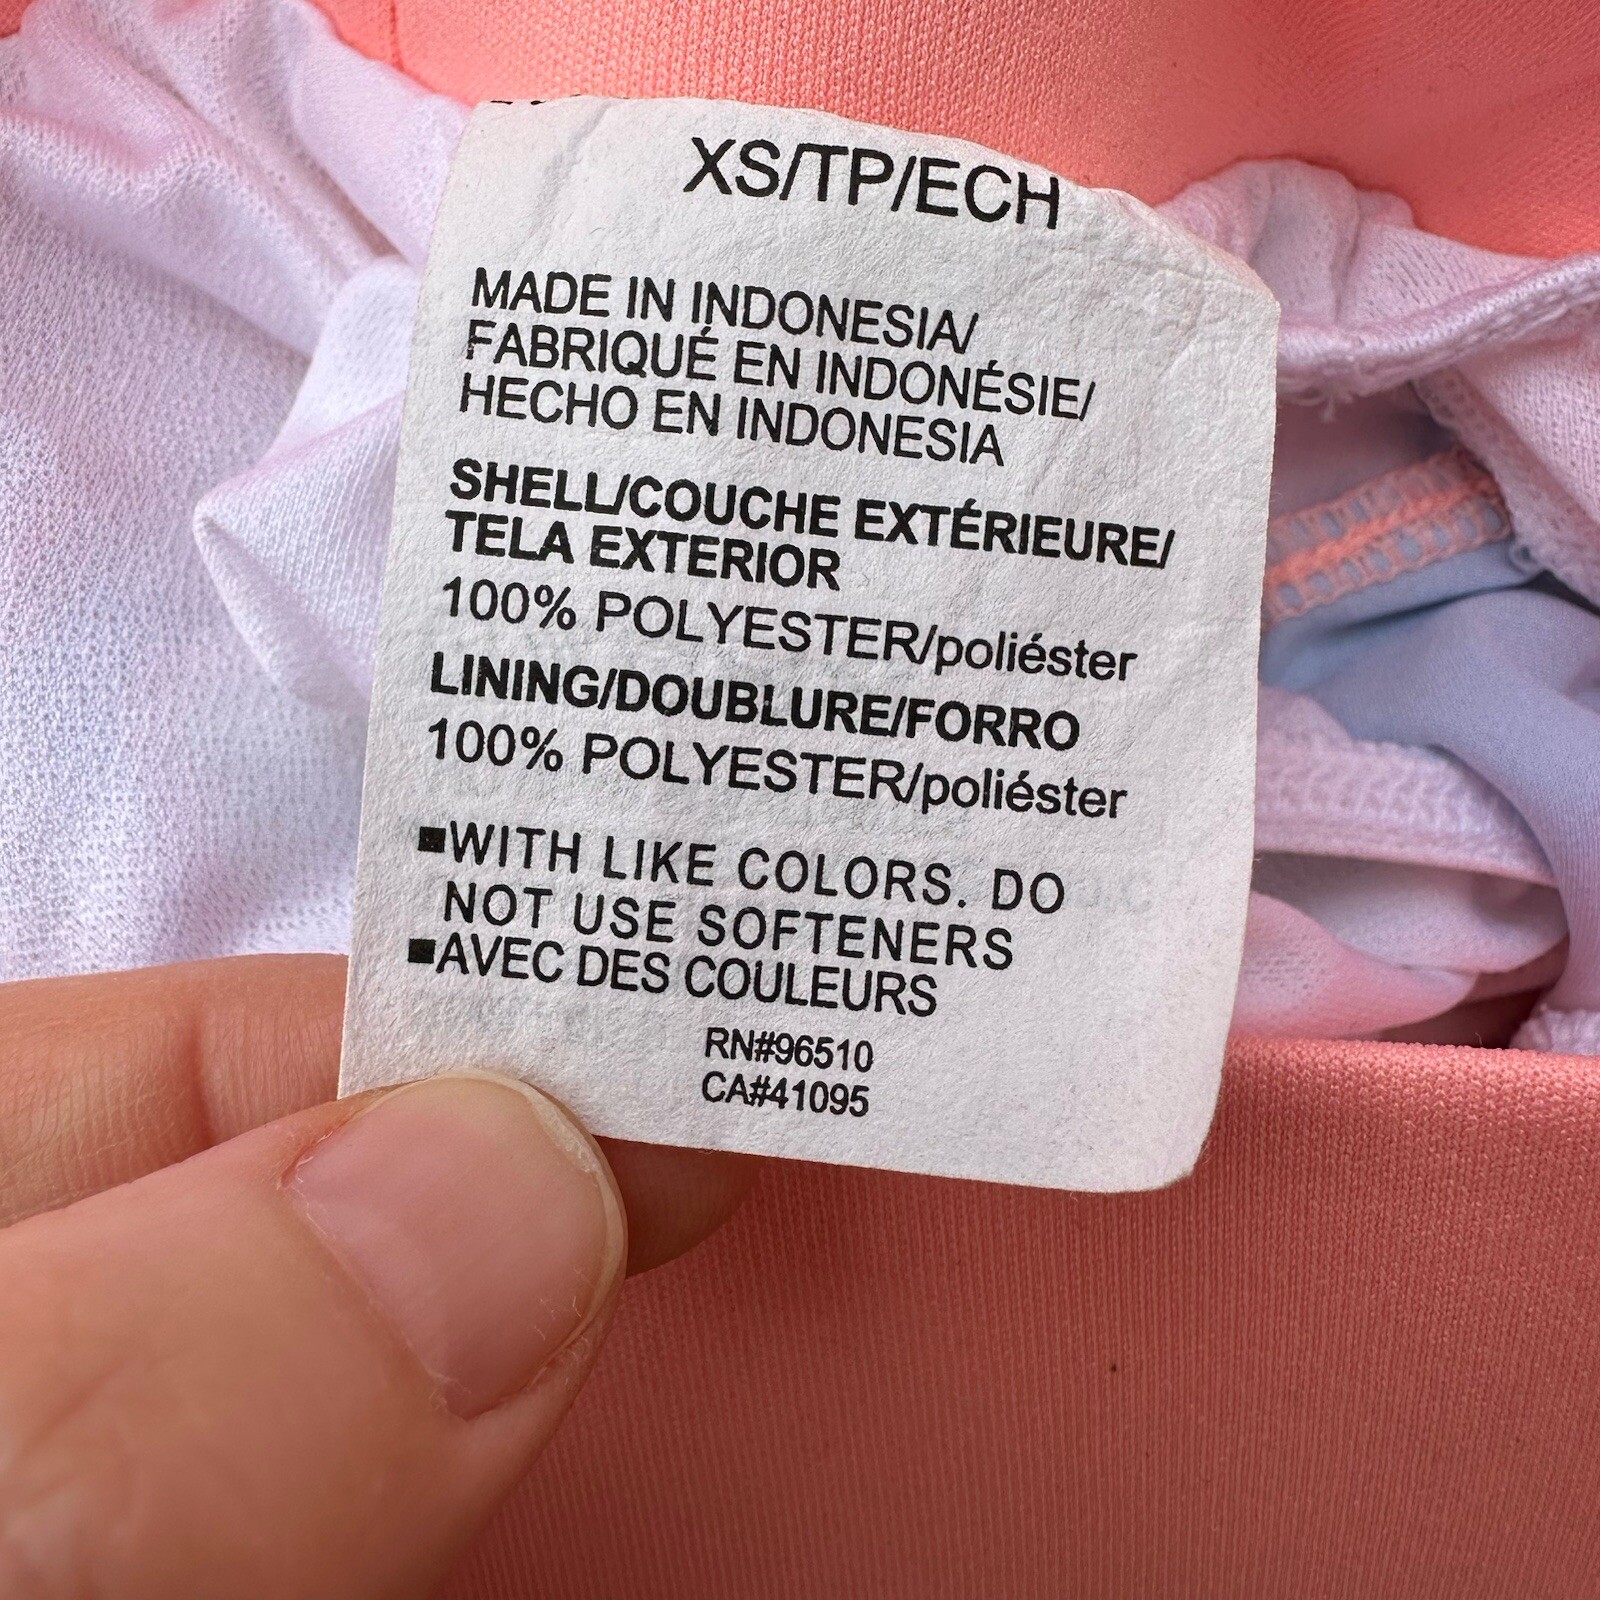 XS/TP/ECH
MADE IN INDONESIA/
FABRIQUÉ EN INDONÉSIE/
HECHO EN INDONESIA
SHELL/COUCHE EXTÉRIEURE/
TELA EXTERIOR
100% POLYESTER/poliéster
LINING/DOUBLURE/FORRO
100% POLYESTER/poliéster
■WITH LIKE COLORS. DO
NOT USE SOFTENERS
■AVEC DES COULEURS
RN#96510
CA#41095